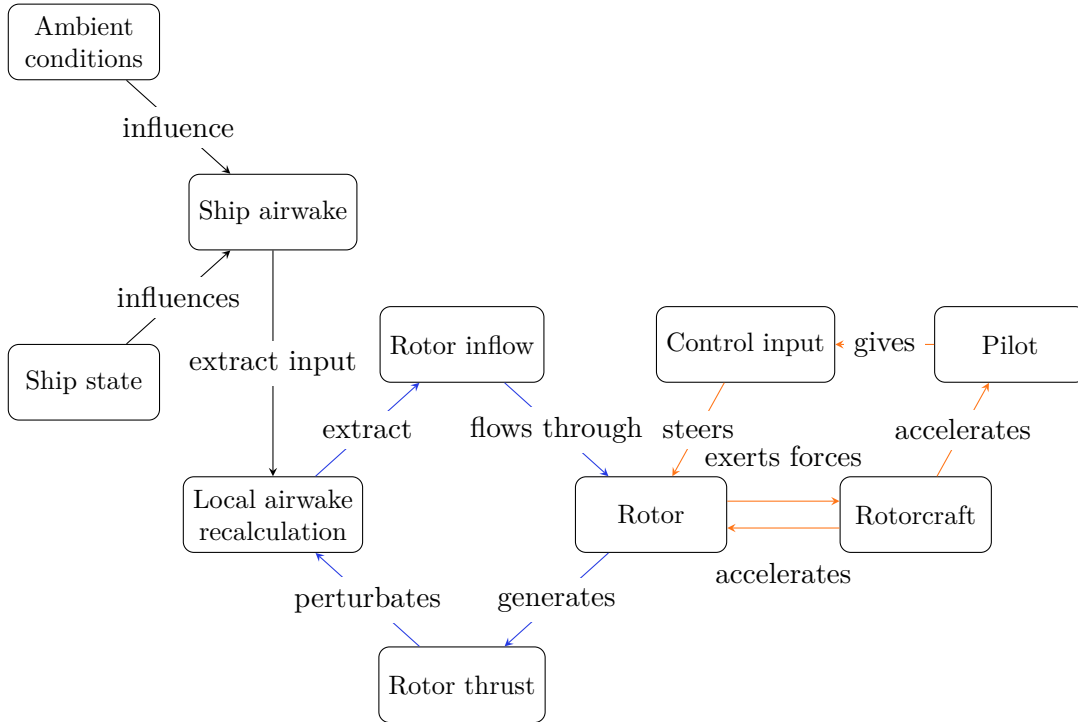 Ambient
conditions
influence
Ship airwake
influences
Ship state
extract input
Rotor inflow
Control input
gives
Pilot
extract
flows through
steers
accelerates
exerts forces
Local airwake
recalculation
Rotor
Rotorcraft
accelerates
perturbates
generates
Rotor thrust